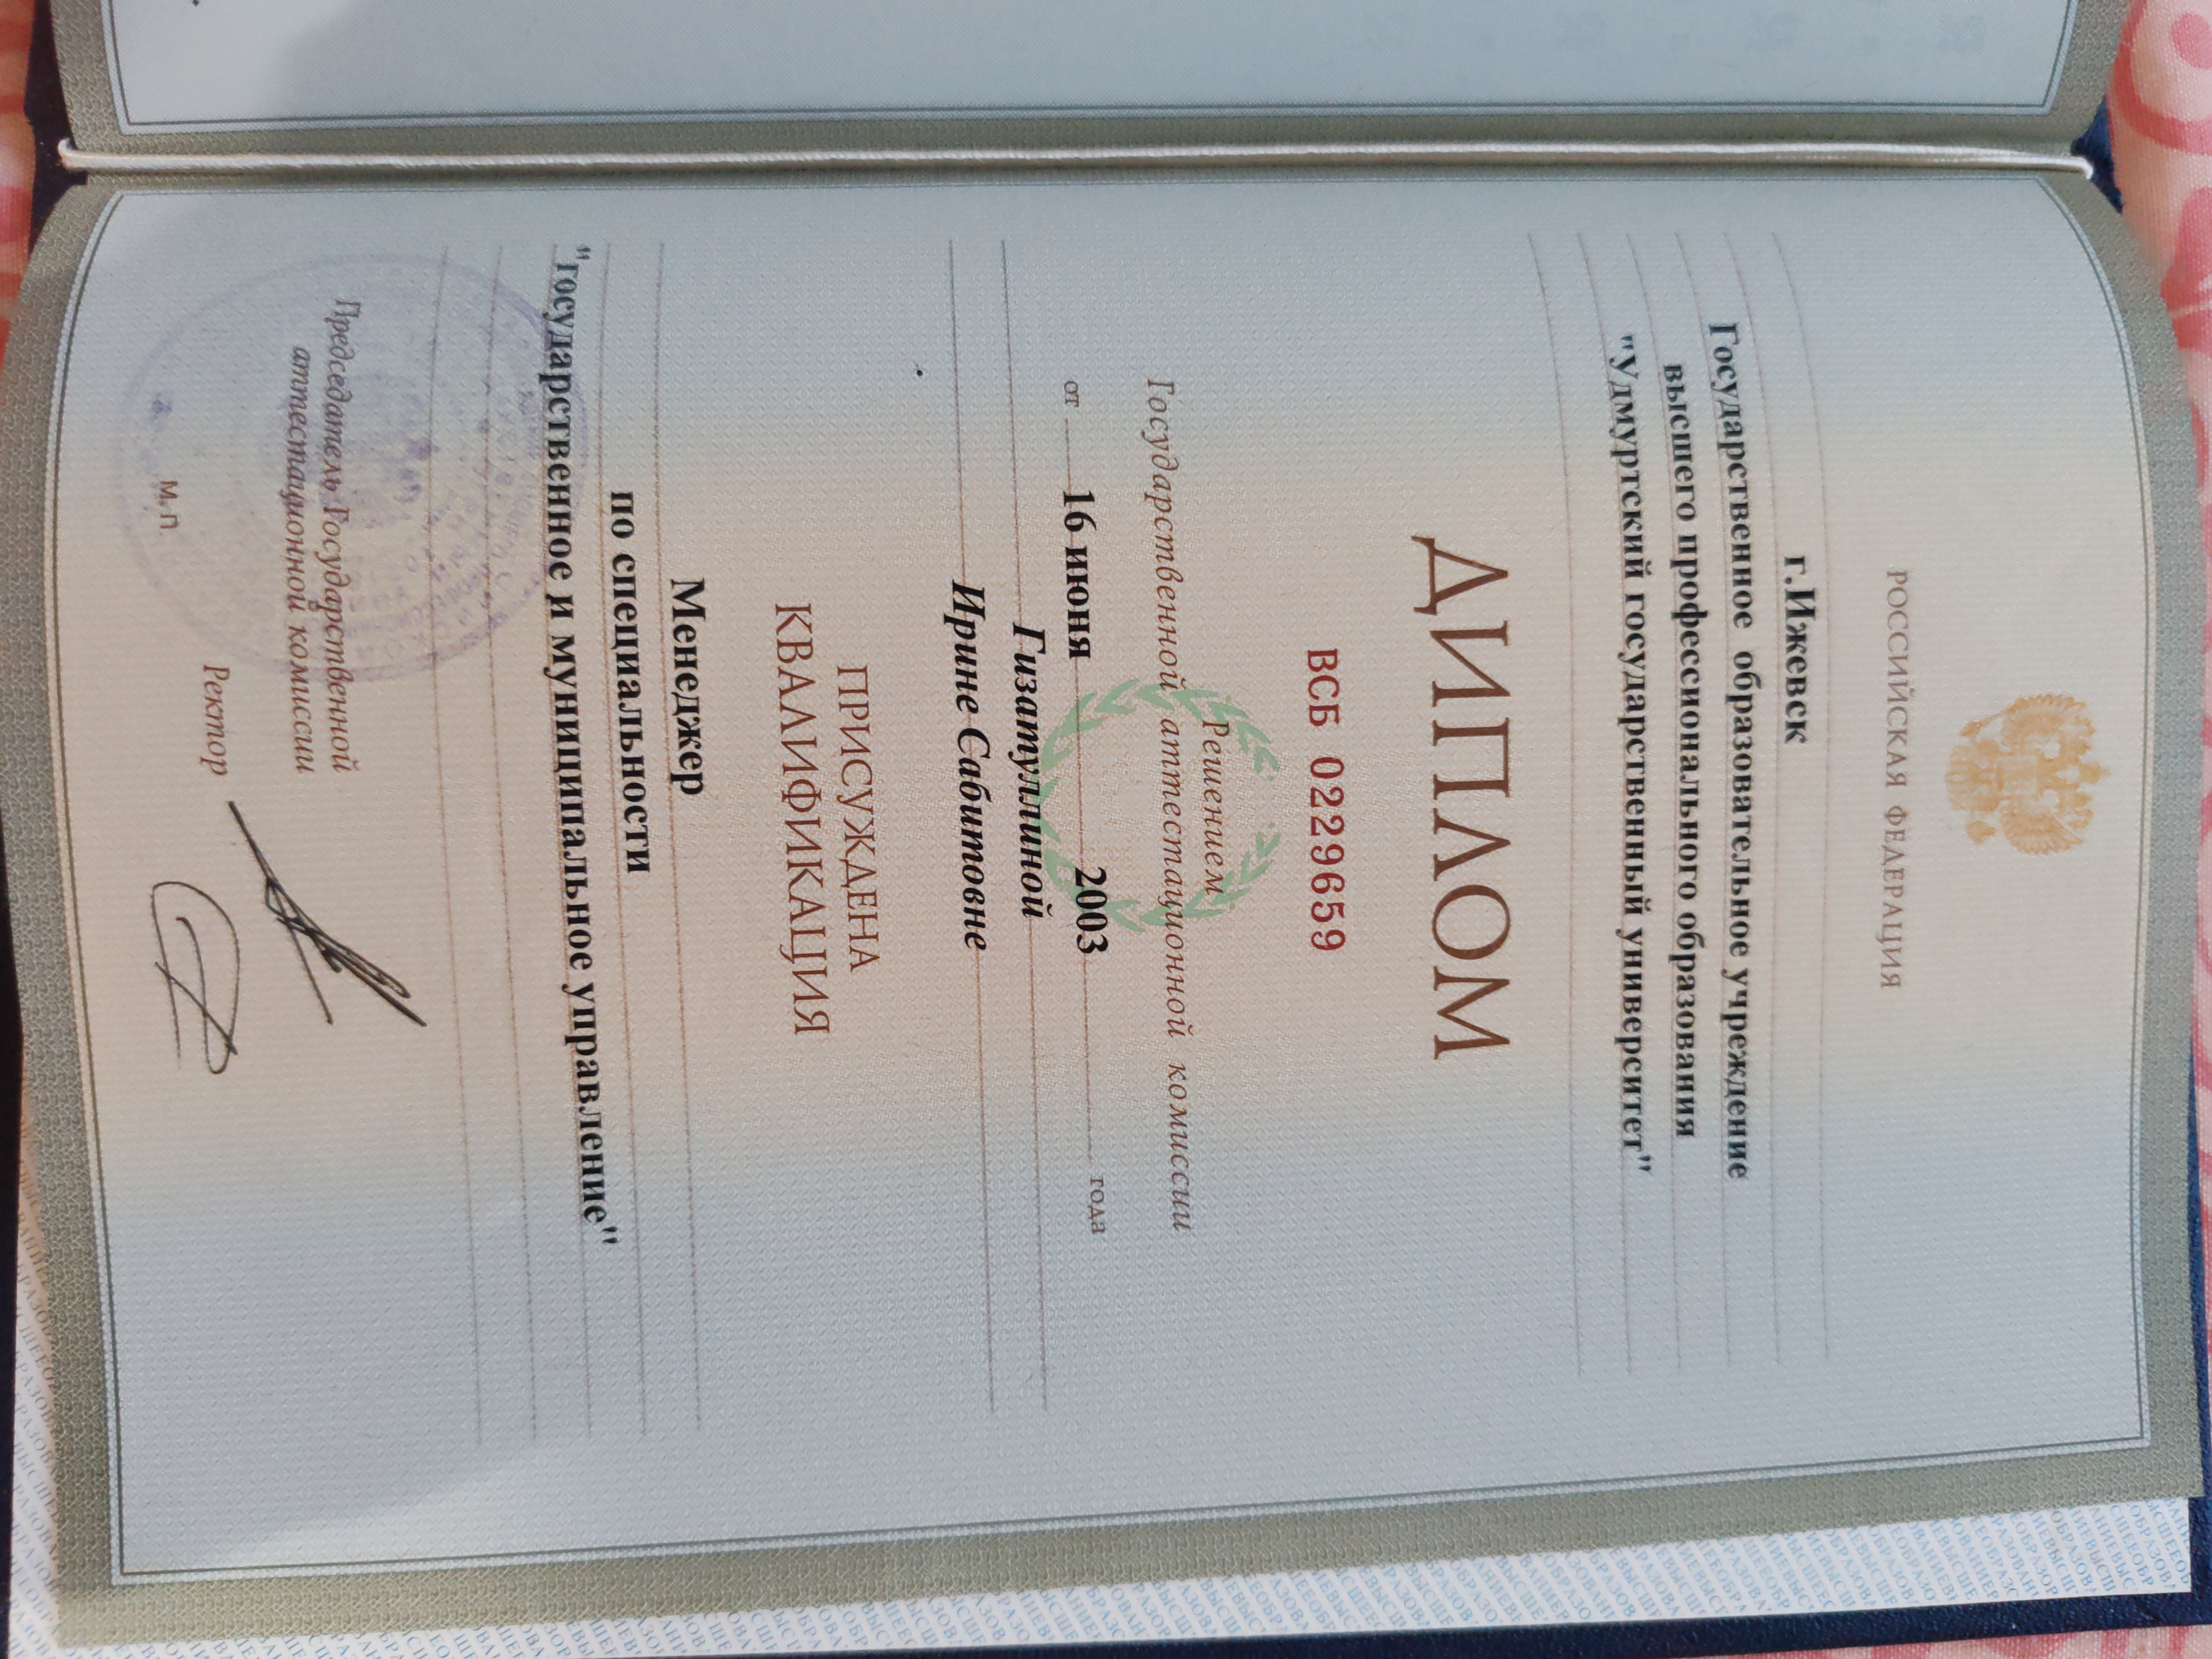 РОССИЙСКАЯ ФЕДЕРАЦИЯ
г.Ижевск
Государственное образовательное учреждение
высшего профессионального образования
"Удмуртский государственный университет"
ДИПЛОМ
ВСБ 0229659
Решением
Государственной аттестационной комиссии
от 16 июня 2003 года
Гизатуллиной
Ирине Сабитовне
ПРИСУЖДЕНА
КВАЛИФИКАЦИЯ
Менеджер
по специальности
"государственное и муниципальное управление"
Председатель Государственной
аттестационной комиссии
Ректор
М.П.